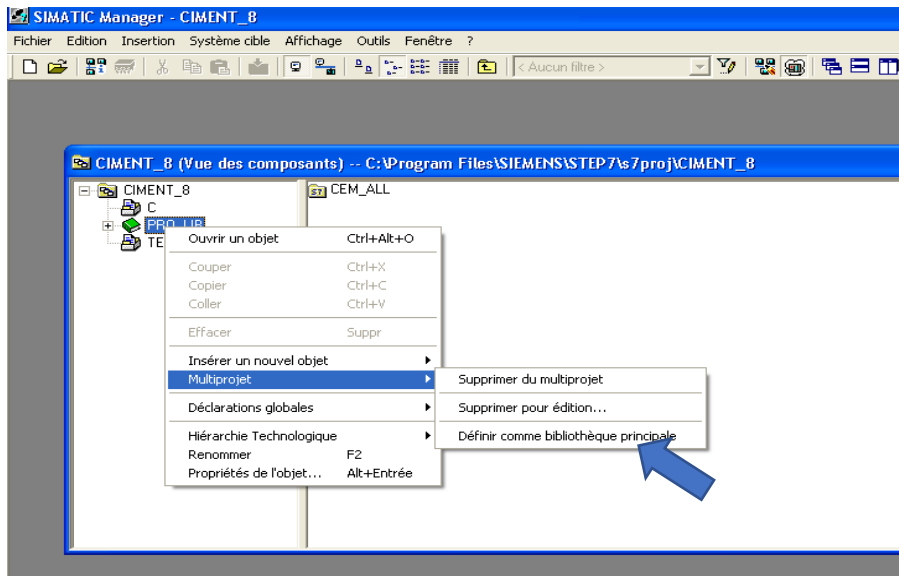 SIMATIC Manager - CIMENT_8
Fichier Edition Insertion Système cible Affichage Outils Fenêtre ?
< Aucun filtre >
CIMENT_8 (Vue des composants) -- C:\Program Files\SIEMENS\STEP7\s7proj\CIMENT_8
CIMENT_8
C
PRO_LIB
TE
CEM_ALL
Ouvrir un objet Ctrl+Alt+O
Couper Ctrl+X
Copier Ctrl+C
Coller Ctrl+V
Effacer Suppr
Insérer un nouvel objet
Multiprojet
Déclarations globales
Hiérarchie Technologique
Renommer F2
Propriétés de l'objet... Alt+Entrée
Supprimer du multiprojet
Supprimer pour édition...
Définir comme bibliothèque principale